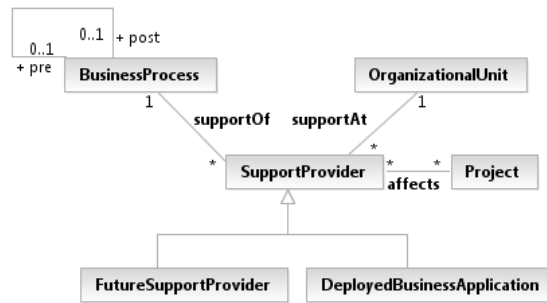 0..1
+ post
0..1
+ pre
BusinessProcess
OrganizationalUnit
1
1
supportOf
supportAt
*
*
SupportProvider
*
*
Project
affects
FutureSupportProvider
DeployedBusinessApplication